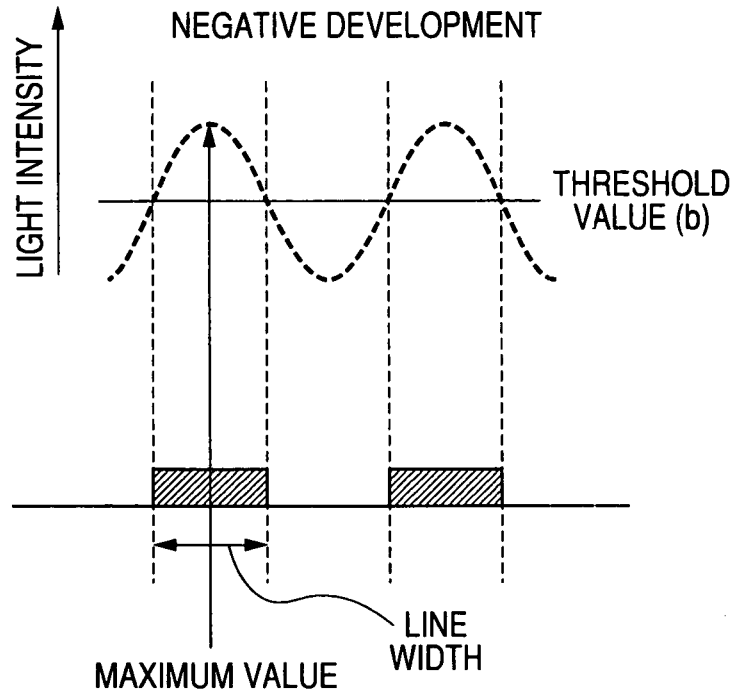 NEGATIVE DEVELOPMENT
LIGHT INTENSITY
THRESHOLD
VALUE (b)
LINE
WIDTH
MAXIMUM VALUE